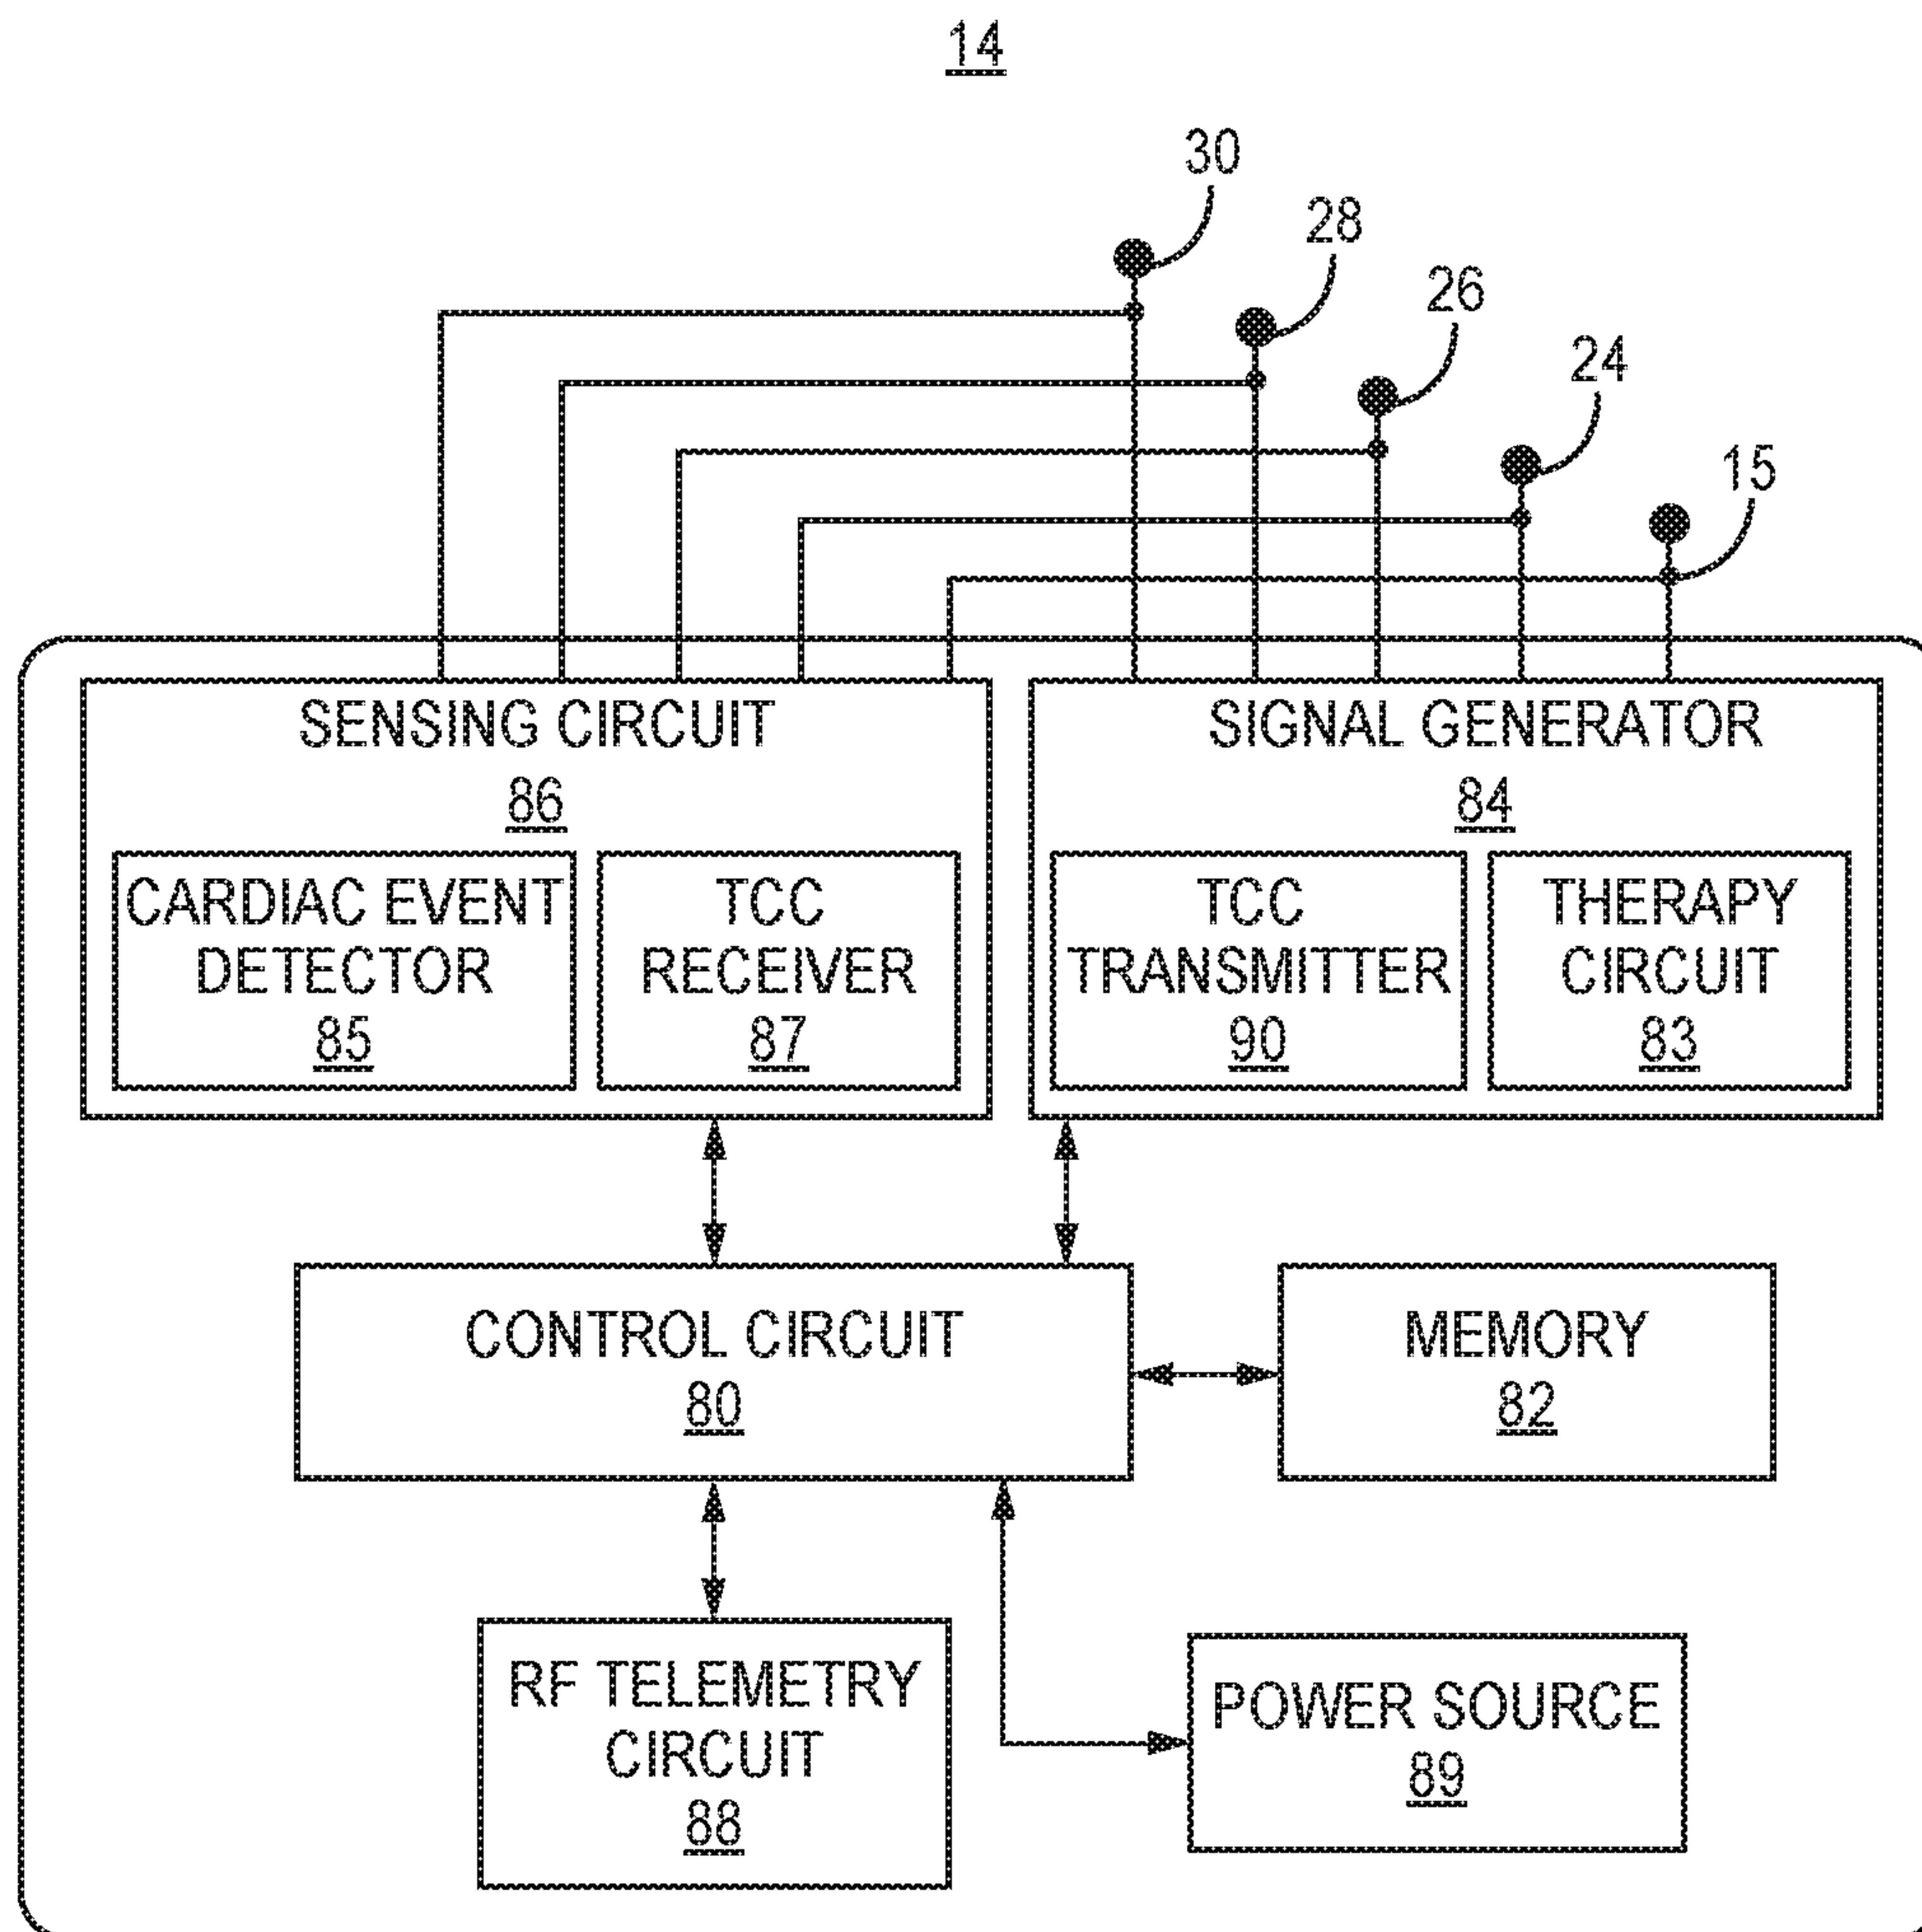 14
30
28
26
24
15
SENSING CIRCUIT
86
CARDIAC EVENT
DETECTOR
85
TCC
RECEIVER
87
SIGNAL GENERATOR
84
TCC
TRANSMITTER
90
THERAPY
CIRCUIT
83
CONTROL CIRCUIT
80
MEMORY
82
RF TELEMETRY
CIRCUIT
88
POWER SOURCE
89